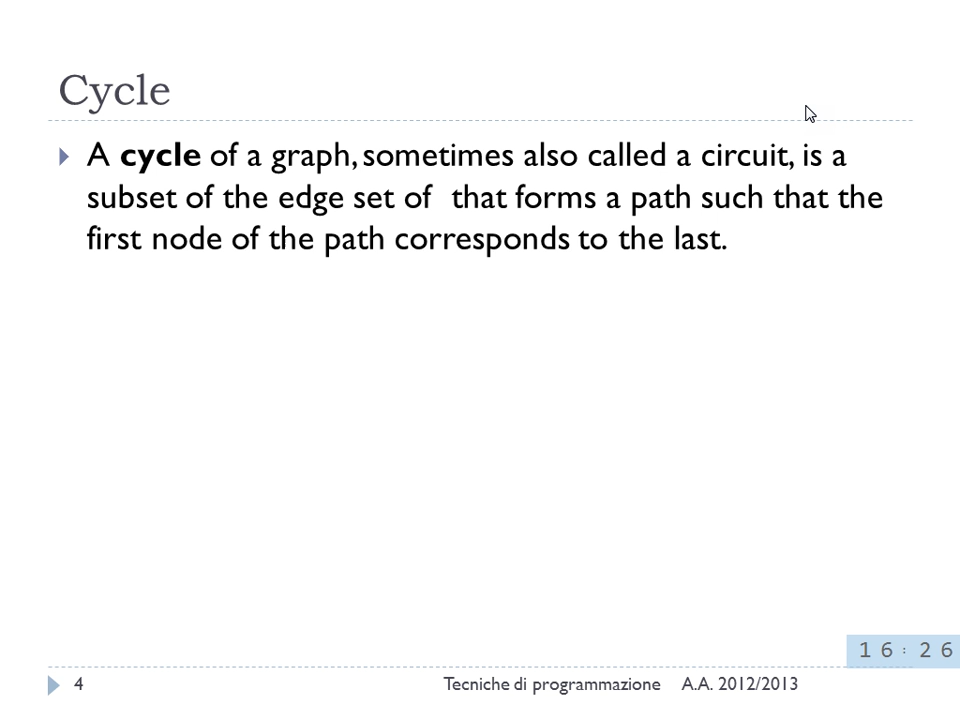 Cycle
A cycle of a graph, sometimes also called a circuit, is a
subset of the edge set of  that forms a path such that the
first node of the path corresponds to the last.
16:26
4
Tecniche di programmazione A.A. 2012/2013